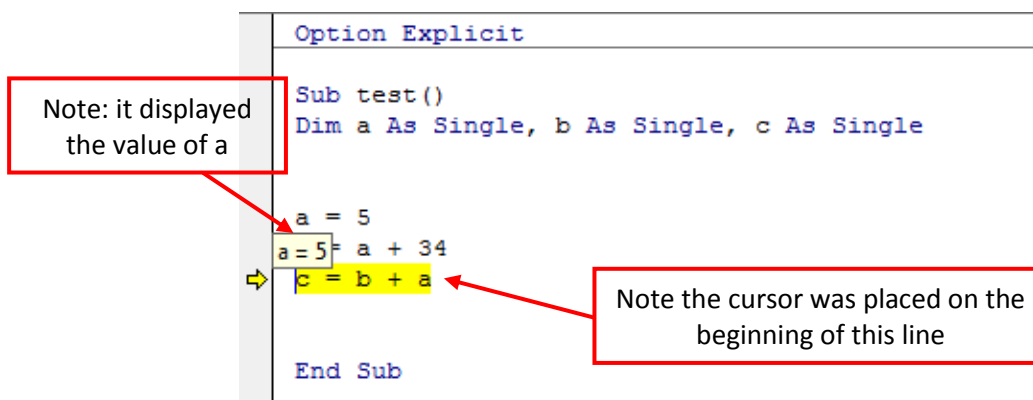 Option Explicit
Sub test()
Note: it displayed
the value of a
Dim a As Single, b As Single, c As Single
a = 5
a = 5 = a + 34
c = b + a
Note the cursor was placed on the
beginning of this line
End Sub